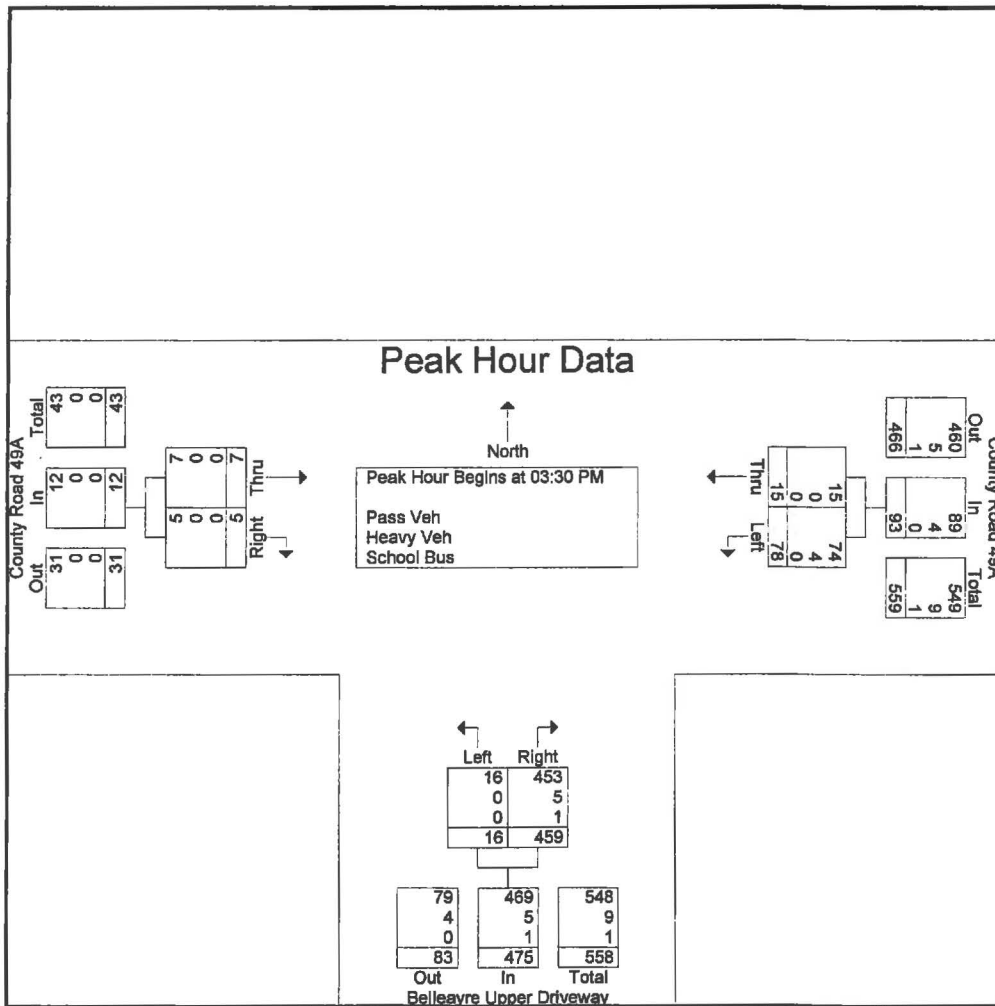 Peak Hour Data
North
Peak Hour Begins at 03:30 PM
Pass Veh
Heavy Veh
School Bus
County Road 49A
Total
43
0
0
43
In
12
0
0
12
Out
31
0
0
31
Thru
7
0
0
7
Right
5
0
0
5
Thru
15
0
0
15
Left
74
4
0
78
Out
460
5
1
466
In
89
4
0
93
Total
549
9
1
559
County Road 49A
Left Right
16 453
0 5
0 1
16 459
79 469 548
4 5 9
0 1 1
83 475 558
Out In Total
Belleayre Upper Driveway